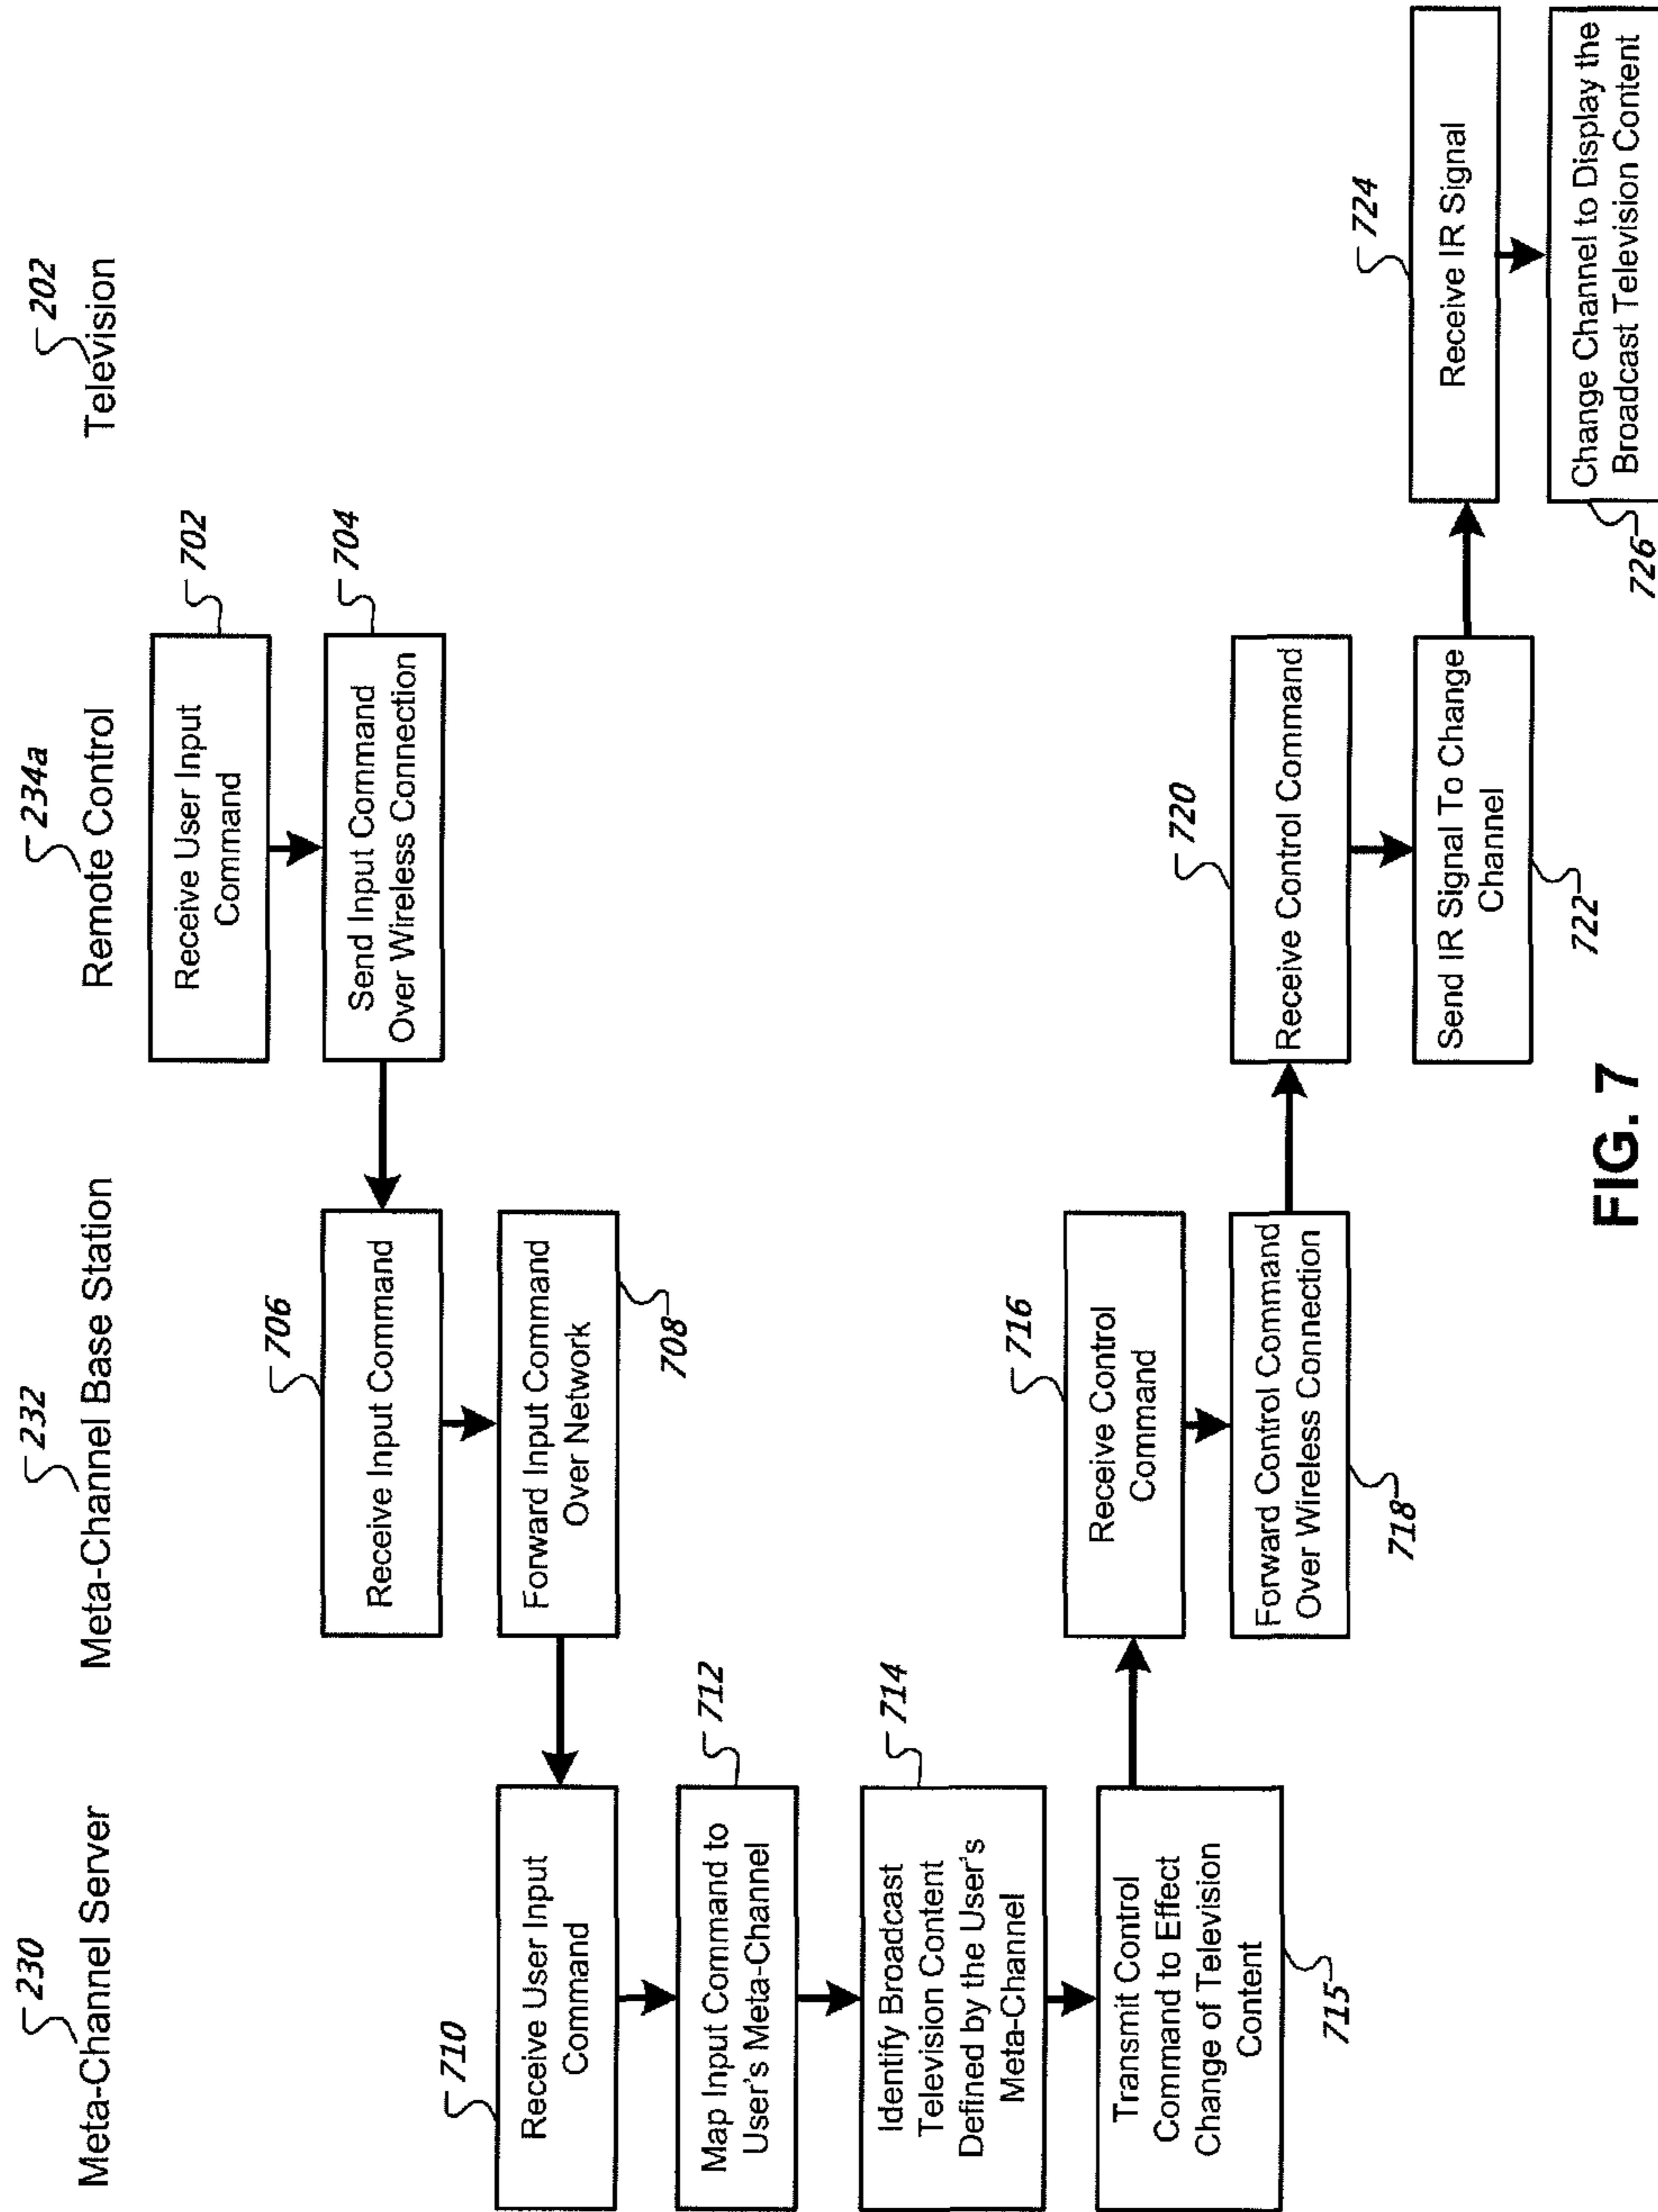 230
Meta-Channel Server
232
Meta-Channel Base Station
234a
Remote Control
202
Television
702
Receive User Input
Command
704
Send Input Command
Over Wireless Connection
706
Receive Input Command
Forward Input Command
Over Network
708
710
Receive User Input
Command
712
Map Input Command to
User's Meta-Channel
714
Identify Broadcast
Television Content
Defined by the User's
Meta-Channel
Transmit Control
Command to Effect
Change of Television
Content
715
716
Receive Control
Command
Forward Control Command
Over Wireless Connection
718
720
Receive Control Command
Send IR Signal To Change
Channel
722
724
Receive IR Signal
Change Channel to Display the
Broadcast Television Content
726
FIG. 7